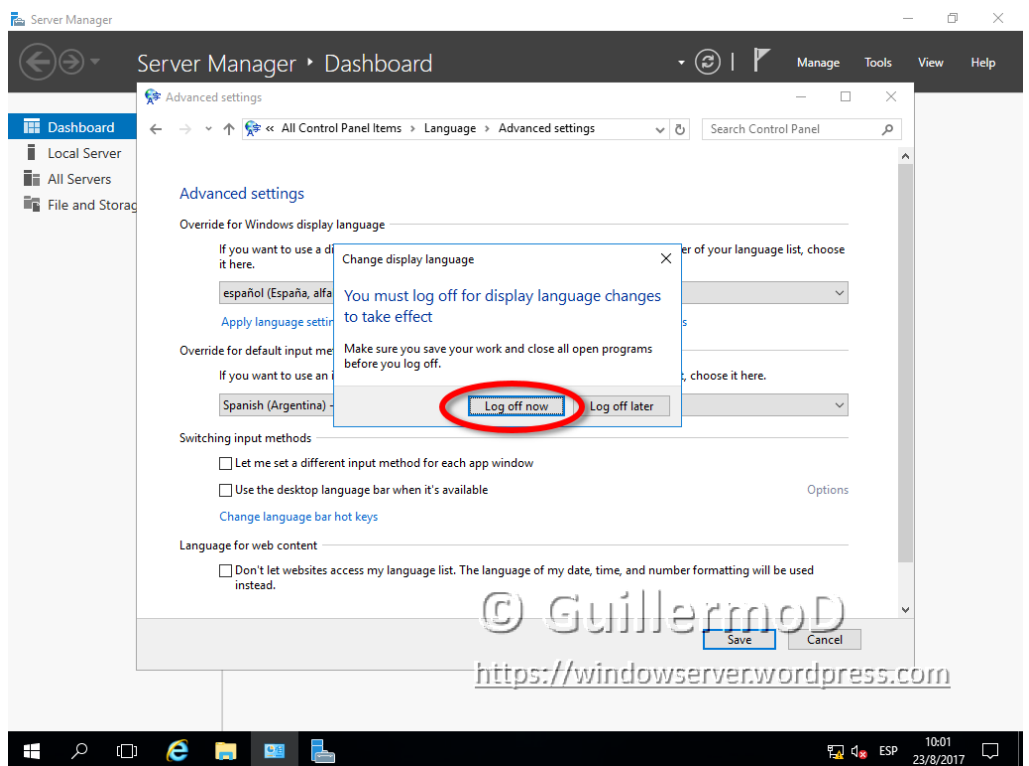 Server Manager
Server Manager ‣ Dashboard
Manage Tools View Help
Advanced settings
« All Control Panel Items > Language > Advanced settings
Search Control Panel
Dashboard
Local Server
All Servers
File and Storag
Advanced settings
Override for Windows display language
If you want to use a di
er of your language list, choose
it here.
español (España, alfa
Apply language settin
s
Override for default input me
If you want to use an i
t, choose it here.
Spanish (Argentina) -
Change display language
You must log off for display language changes
to take effect
Make sure you save your work and close all open programs
before you log off.
Log off now
Log off later
Switching input methods
Let me set a different input method for each app window
Use the desktop language bar when it's available
Options
Change language bar hot keys
Language for web content
Don't let websites access my language list. The language of my date, time, and number formatting will be used
instead.
© GuillermoD
Save Cancel
https://windowserver.wordpress.com
ESP
10:01
23/8/2017